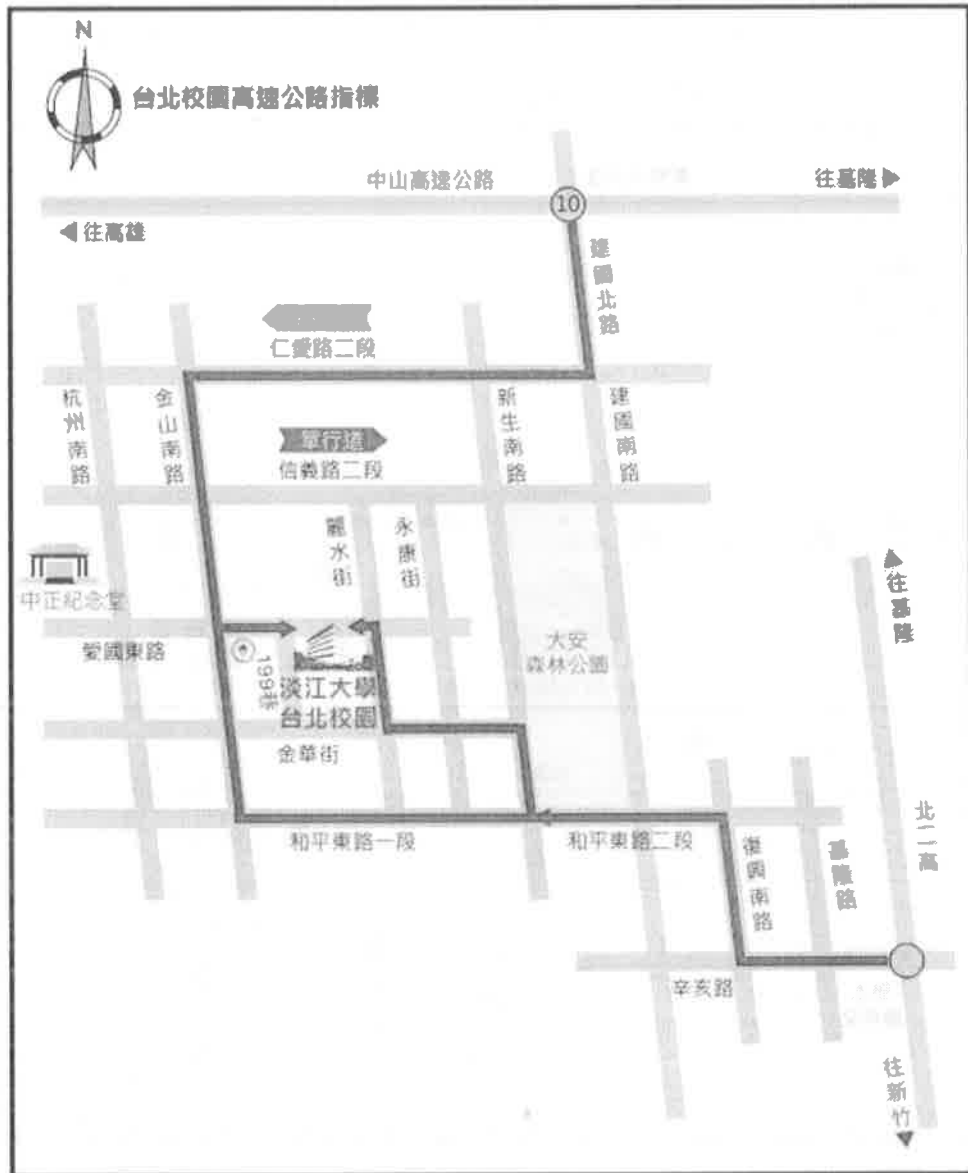 N
台北校園高速公路指標
中山高速公路
往基隆
10
往高雄
建國北路
仁愛路二段
杭州南路
金山南路
新生南路
建國南路
單行道
信義路二段
麗水街
永康街
中正紀念堂
往基隆
愛國東路
大安
森林公園
199巷
淡江大學
台北校園
金華街
和平東路一段
和平東路二段
復興南路
基隆路
北二高
辛亥路
往新竹